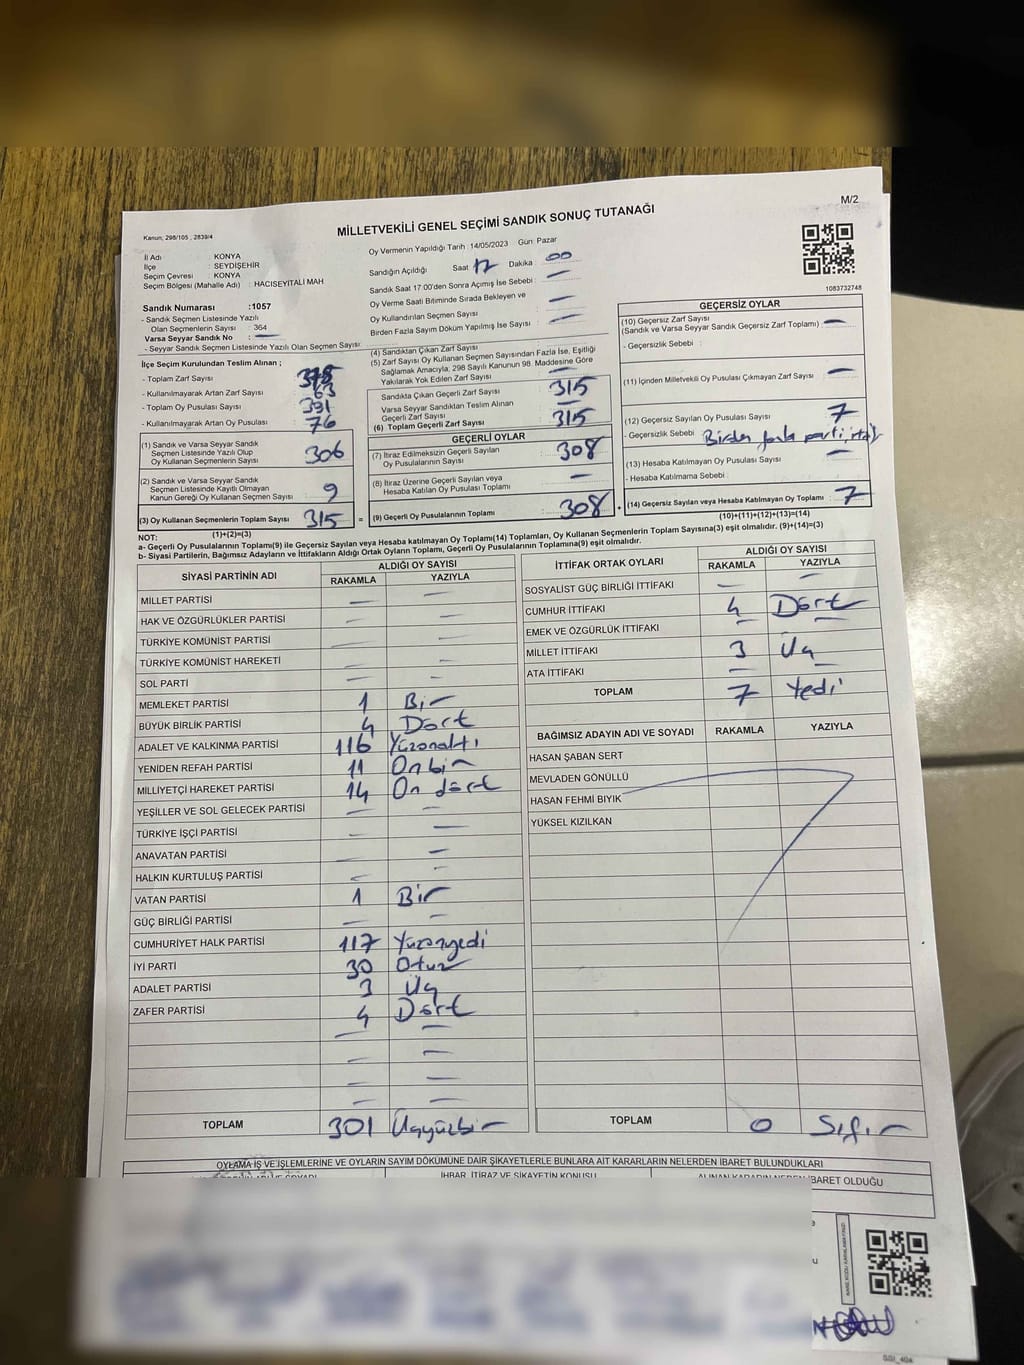 M/2
MİLLETVEKİLİ GENEL SEÇİMİ SANDIK SONUÇ TUTANAĞI
Kanun; 298/105 , 2839/4
İl Adı : KONYA
İlçe : SEYDİŞEHİR
Seçim Çevresi : KONYA
Seçim Bölgesi (Mahalle Adı) : HACISEYITALİ MAH
Oy Vermenin Yapıldığı Tarih : 14/05/2023 Gün: Pazar
Sandığın Açıldığı Saat 17 Dakika : 00
Sandık Saat 17:00'den Sonra Açılmış İse Sebebi : —
Oy Verme Saati Bitiminde Sırada Bekleyen ve
Oy Kullandırılan Seçmen Sayısı : —
Birden Fazla Sayım Döküm Yapılmış İse Sayısı : —
1083732748
Sandık Numarası :1057
- Sandık Seçmen Listesinde Yazılı
Olan Seçmenlerin Sayısı : 364
Varsa Seyyar Sandık No : —
- Seyyar Sandık Seçmen Listesinde Yazılı Olan Seçmen Sayısı :
İlçe Seçim Kurulundan Teslim Alınan ;
- Toplam Zarf Sayısı :
- Kullanılmayarak Artan Zarf Sayısı : 63
- Toplam Oy Pusulası Sayısı : 391
- Kullanılmayarak Artan Oy Pusulası : 76
(1) Sandık ve Varsa Seyyar Sandık
Seçmen Listesinde Yazılı Olup
Oy Kullanan Seçmenlerin Sayısı : 306
(2) Sandık ve Varsa Seyyar Sandık
Seçmen Listesinde Kayıtlı Olmayan
Kanun Gereği Oy Kullanan Seçmen Sayısı : 9
(3) Oy Kullanan Seçmenlerin Toplam Sayısı : 315 =
(1)+(2)=(3)
(4) Sandıktan Çıkan Zarf Sayısı
(5) Zarf Sayısı Oy Kullanan Seçmen Sayısından Fazla İse, Eşitliği
Sağlamak Amacıyla, 298 Sayılı Kanunun 98. Maddesine Göre
Yakılarak Yok Edilen Zarf Sayısı : —
Sandıkta Çıkan Geçerli Zarf Sayısı : 315
Varsa Seyyar Sandıktan Teslim Alınan
Geçerli Zarf Sayısı : —
(6) Toplam Geçerli Zarf Sayısı : 315
GEÇERLİ OYLAR
(7) İtiraz Edilmeksizin Geçerli Sayılan
Oy Pusulalarının Sayısı : 308
(8) İtiraz Üzerine Geçerli Sayılan veya
Hesaba Katılan Oy Pusulası Toplamı : —
(9) Geçerli Oy Pusulalarının Toplamı : 308 +
GEÇERSİZ OYLAR
(10) Geçersiz Zarf Sayısı
(Sandık ve Varsa Seyyar Sandık Geçersiz Zarf Toplamı) : —
- Geçersizlik Sebebi :
(11) İçinden Milletvekili Oy Pusulası Çıkmayan Zarf Sayısı : —
(12) Geçersiz Sayılan Oy Pusulası Sayısı : 7
- Geçersizlik Sebebi : Birden fazla parti
(13) Hesaba Katılmayan Oy Pusulası Sayısı : —
- Hesaba Katılmama Sebebi :
(14) Geçersiz Sayılan veya Hesaba Katılmayan Oy Toplamı : 7
(10)+(11)+(12)+(13)=(14)
NOT:
a- Geçerli Oy Pusulalarının Toplamı(9) ile Geçersiz Sayılan veya Hesaba katılmayan Oy Toplamı(14) Toplamları, Oy Kullanan Seçmenlerin Toplam Sayısına(3) eşit olmalıdır. (9)+(14)=(3)
b- Siyasi Partilerin, Bağımsız Adayların ve İttifakların Aldığı Ortak Oyların Toplamı, Geçerli Oy Pusulalarının Toplamına(9) eşit olmalıdır.
SİYASİ PARTİNİN ADI ALDIĞI OY SAYISI
RAKAMLA YAZIYLA
MİLLET PARTİSİ — —
HAK VE ÖZGÜRLÜKLER PARTİSİ — —
TÜRKİYE KOMÜNİST PARTİSİ — —
TÜRKİYE KOMÜNİST HAREKETİ — —
SOL PARTİ — —
MEMLEKET PARTİSİ 1 Bir
BÜYÜK BİRLİK PARTİSİ 4 Dört
ADALET VE KALKINMA PARTİSİ 116 Yüzonaltı
YENİDEN REFAH PARTİSİ 11 Onbir
MİLLİYETÇİ HAREKET PARTİSİ 14 On dört
YEŞİLLER VE SOL GELECEK PARTİSİ — —
TÜRKİYE İŞÇİ PARTİSİ — —
ANAVATAN PARTİSİ — —
HALKIN KURTULUŞ PARTİSİ — —
VATAN PARTİSİ 1 Bir
GÜÇ BİRLİĞİ PARTİSİ — —
CUMHURİYET HALK PARTİSİ 117 Yüzonyedi
İYİ PARTİ 30 Otuz
ADALET PARTİSİ 3 Üç
ZAFER PARTİSİ 4 Dört
— —
— —
— —
— —
TOPLAM 301 Üçyüzbir
İTTİFAK ORTAK OYLARI ALDIĞI OY SAYISI
RAKAMLA YAZIYLA
SOSYALİST GÜÇ BİRLİĞİ İTTİFAKI — —
CUMHUR İTTİFAKI 4 Dört
EMEK VE ÖZGÜRLÜK İTTİFAKI — —
MİLLET İTTİFAKI 3 Üç
ATA İTTİFAKI — —
TOPLAM 7 Yedi
BAĞIMSIZ ADAYIN ADI VE SOYADI RAKAMLA YAZIYLA
HASAN ŞABAN SERT
MEVLADEN GÖNÜLLÜ
HASAN FEHMİ BIYIK
YÜKSEL KIZILKAN
TOPLAM 0 Sıfır
OYLAMA İŞ VE İŞLEMLERİNE VE OYLARIN SAYIM DÖKÜMÜNE DAİR ŞİKAYETLERLE BUNLARA AİT KARARLARIN NELERDEN İBARET BULUNDUKLARI
İHBAR, İTİRAZ VE ŞİKAYETİN KONUSU
İBARET OLDUĞU